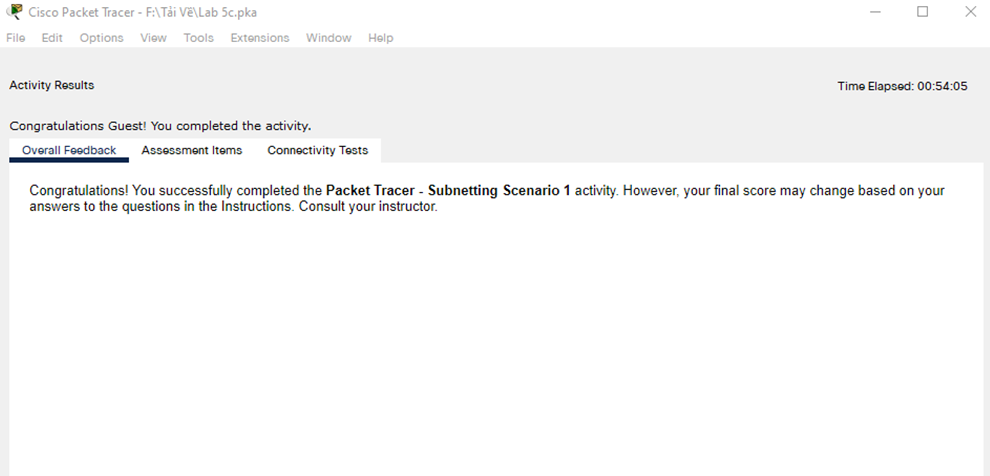 Cisco Packet Tracer - F:\Tải Về\Lab 5c.pka
File Edit Options View Tools Extensions Window Help
Activity Results
Time Elapsed: 00:54:05
Congratulations Guest! You completed the activity.
Overall Feedback Assessment Items Connectivity Tests
Congratulations! You successfully completed the Packet Tracer - Subnetting Scenario 1 activity. However, your final score may change based on your
answers to the questions in the Instructions. Consult your instructor.